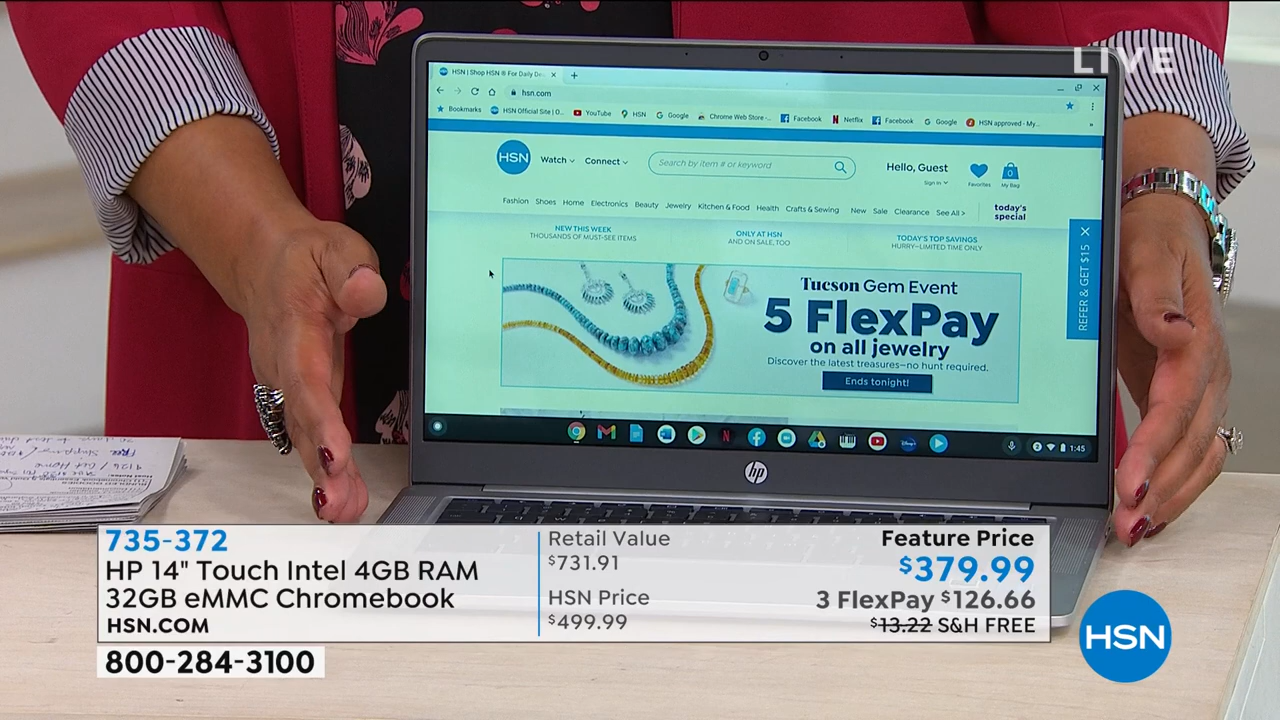 LIVE
HSN | Shop HSN ® For Daily De...
hsn.com
Bookmarks HSN Official Site | O... YouTube HSN Google Chrome Web Store -... Facebook Netflix Facebook Google HSN approved - My...
HSN Watch Connect Search by item # or keyword Hello, Guest
Sign In Favorites My Bag
0
Fashion Shoes Home Electronics Beauty Jewelry Kitchen & Food Health Crafts & Sewing New Sale Clearance See All > today's
special
NEW THIS WEEK ONLY AT HSN TODAY'S TOP SAVINGS
THOUSANDS OF MUST-SEE ITEMS AND ON SALE, TOO HURRY–LIMITED TIME ONLY
REFER & GET $15
Tucson Gem Event
5 FlexPay
on all jewelry
Discover the latest treasures—no hunt required.
Ends tonight!
1:45
hp
735-372
HP 14" Touch Intel 4GB RAM
32GB eMMC Chromebook
HSN.COM
Retail Value
$731.91
HSN Price
$499.99
Feature Price
$379.99
3 FlexPay $126.66
$13.22 S&H FREE
800-284-3100
HSN